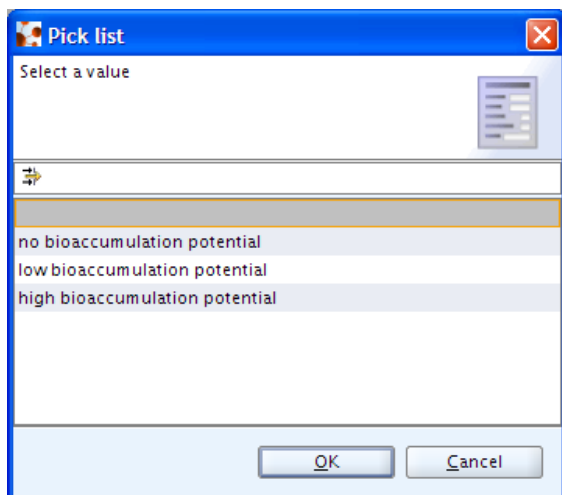 Pick list
Select a value
no bioaccumulation potential
low bioaccumulation potential
high bioaccumulation potential
OK
Cancel